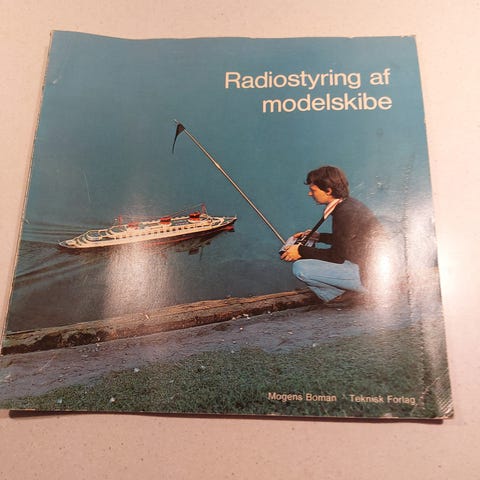 Radiostyring af
modelskibe
Mogens Boman Teknisk Forlag